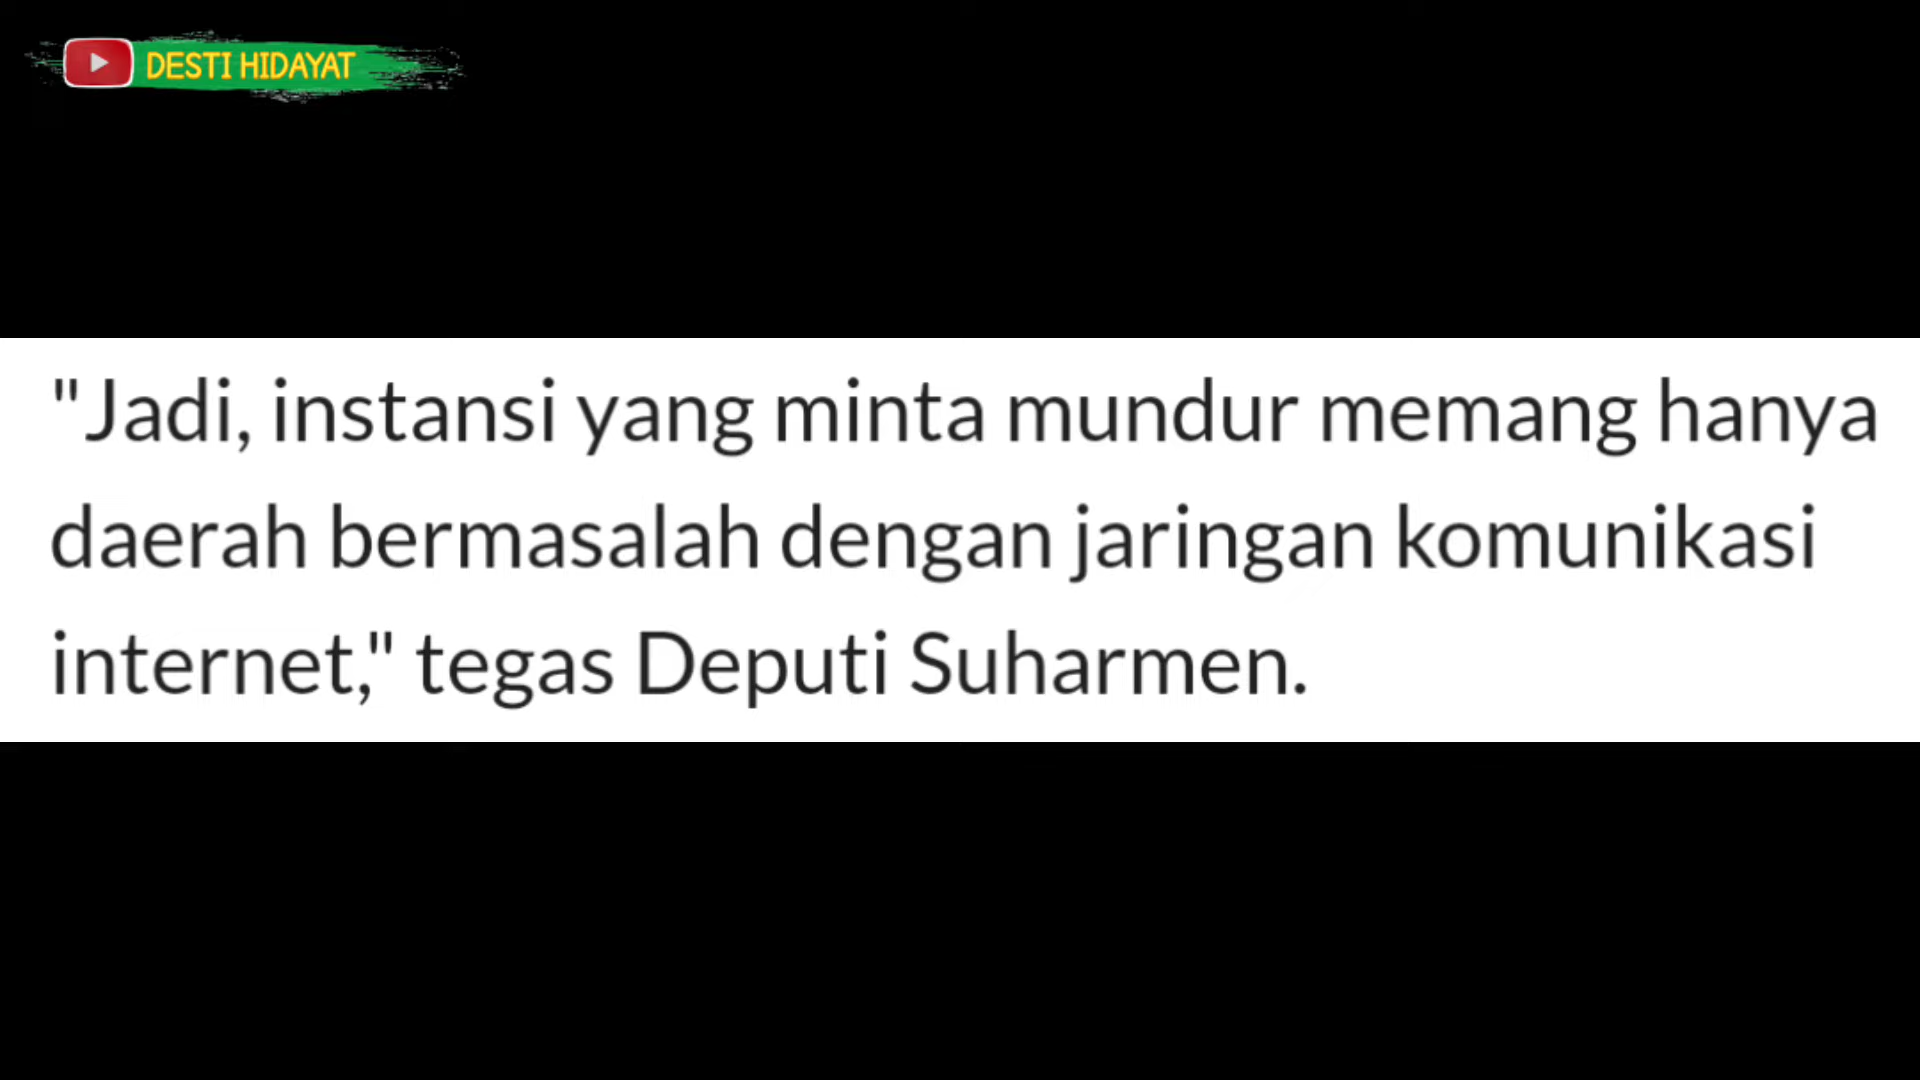 DESTI HIDAYAT
"Jadi, instansi yang minta mundur memang hanya
daerah bermasalah dengan jaringan komunikasi
internet," tegas Deputi Suharmen.